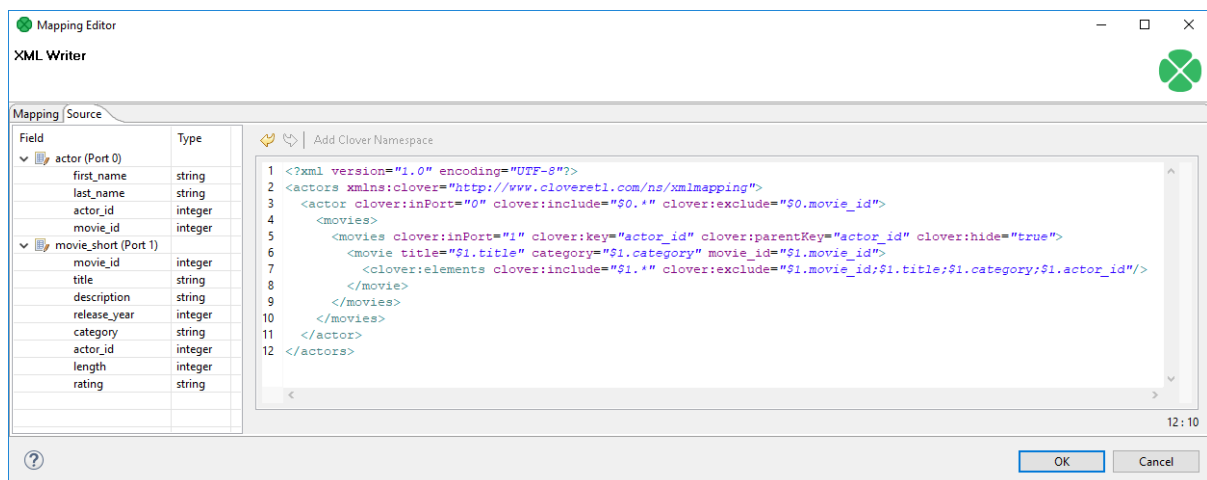 Mapping Editor
XML Writer
Mapping Source
Field Type
actor (Port 0)
first_name string
last_name string
actor_id integer
movie_id integer
movie_short (Port 1)
movie_id integer
title string
description string
release_year integer
category string
actor_id integer
length integer
rating string
Add Clover Namespace
1 <?xml version="1.0" encoding="UTF-8"?>
2 <actors xmlns:clover="http://www.cloveretl.com/ns/xmlmapping">
3 <actor clover:inPort="0" clover:include="$0.*" clover:exclude="$0.movie_id">
4 <movies>
5 <movies clover:inPort="1" clover:key="actor_id" clover:parentKey="actor_id" clover:hide="true">
6 <movie title="$1.title" category="$1.category" movie_id="$1.movie_id">
7 <clover:elements clover:include="$1.*" clover:exclude="$1.movie_id;$1.title;$1.category;$1.actor_id"/>
8 </movie>
9 </movies>
10 </movies>
11 </actor>
12 </actors>
12 : 10
?
OK Cancel